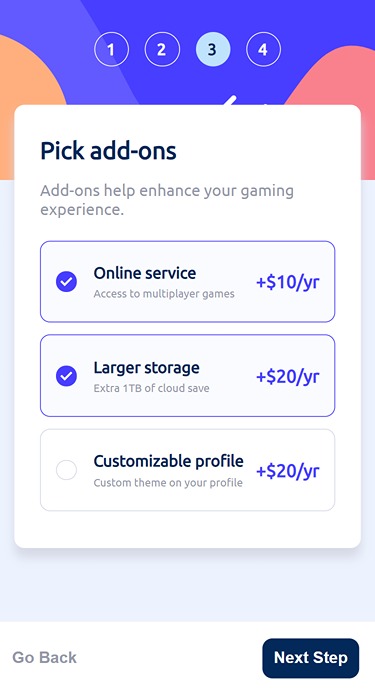 1 2 3 4
Pick add-ons
Add-ons help enhance your gaming
experience.
Online service
Access to multiplayer games
+$10/yr
Larger storage
Extra 1TB of cloud save
+$20/yr
Customizable profile
Custom theme on your profile
+$20/yr
Go Back
Next Step